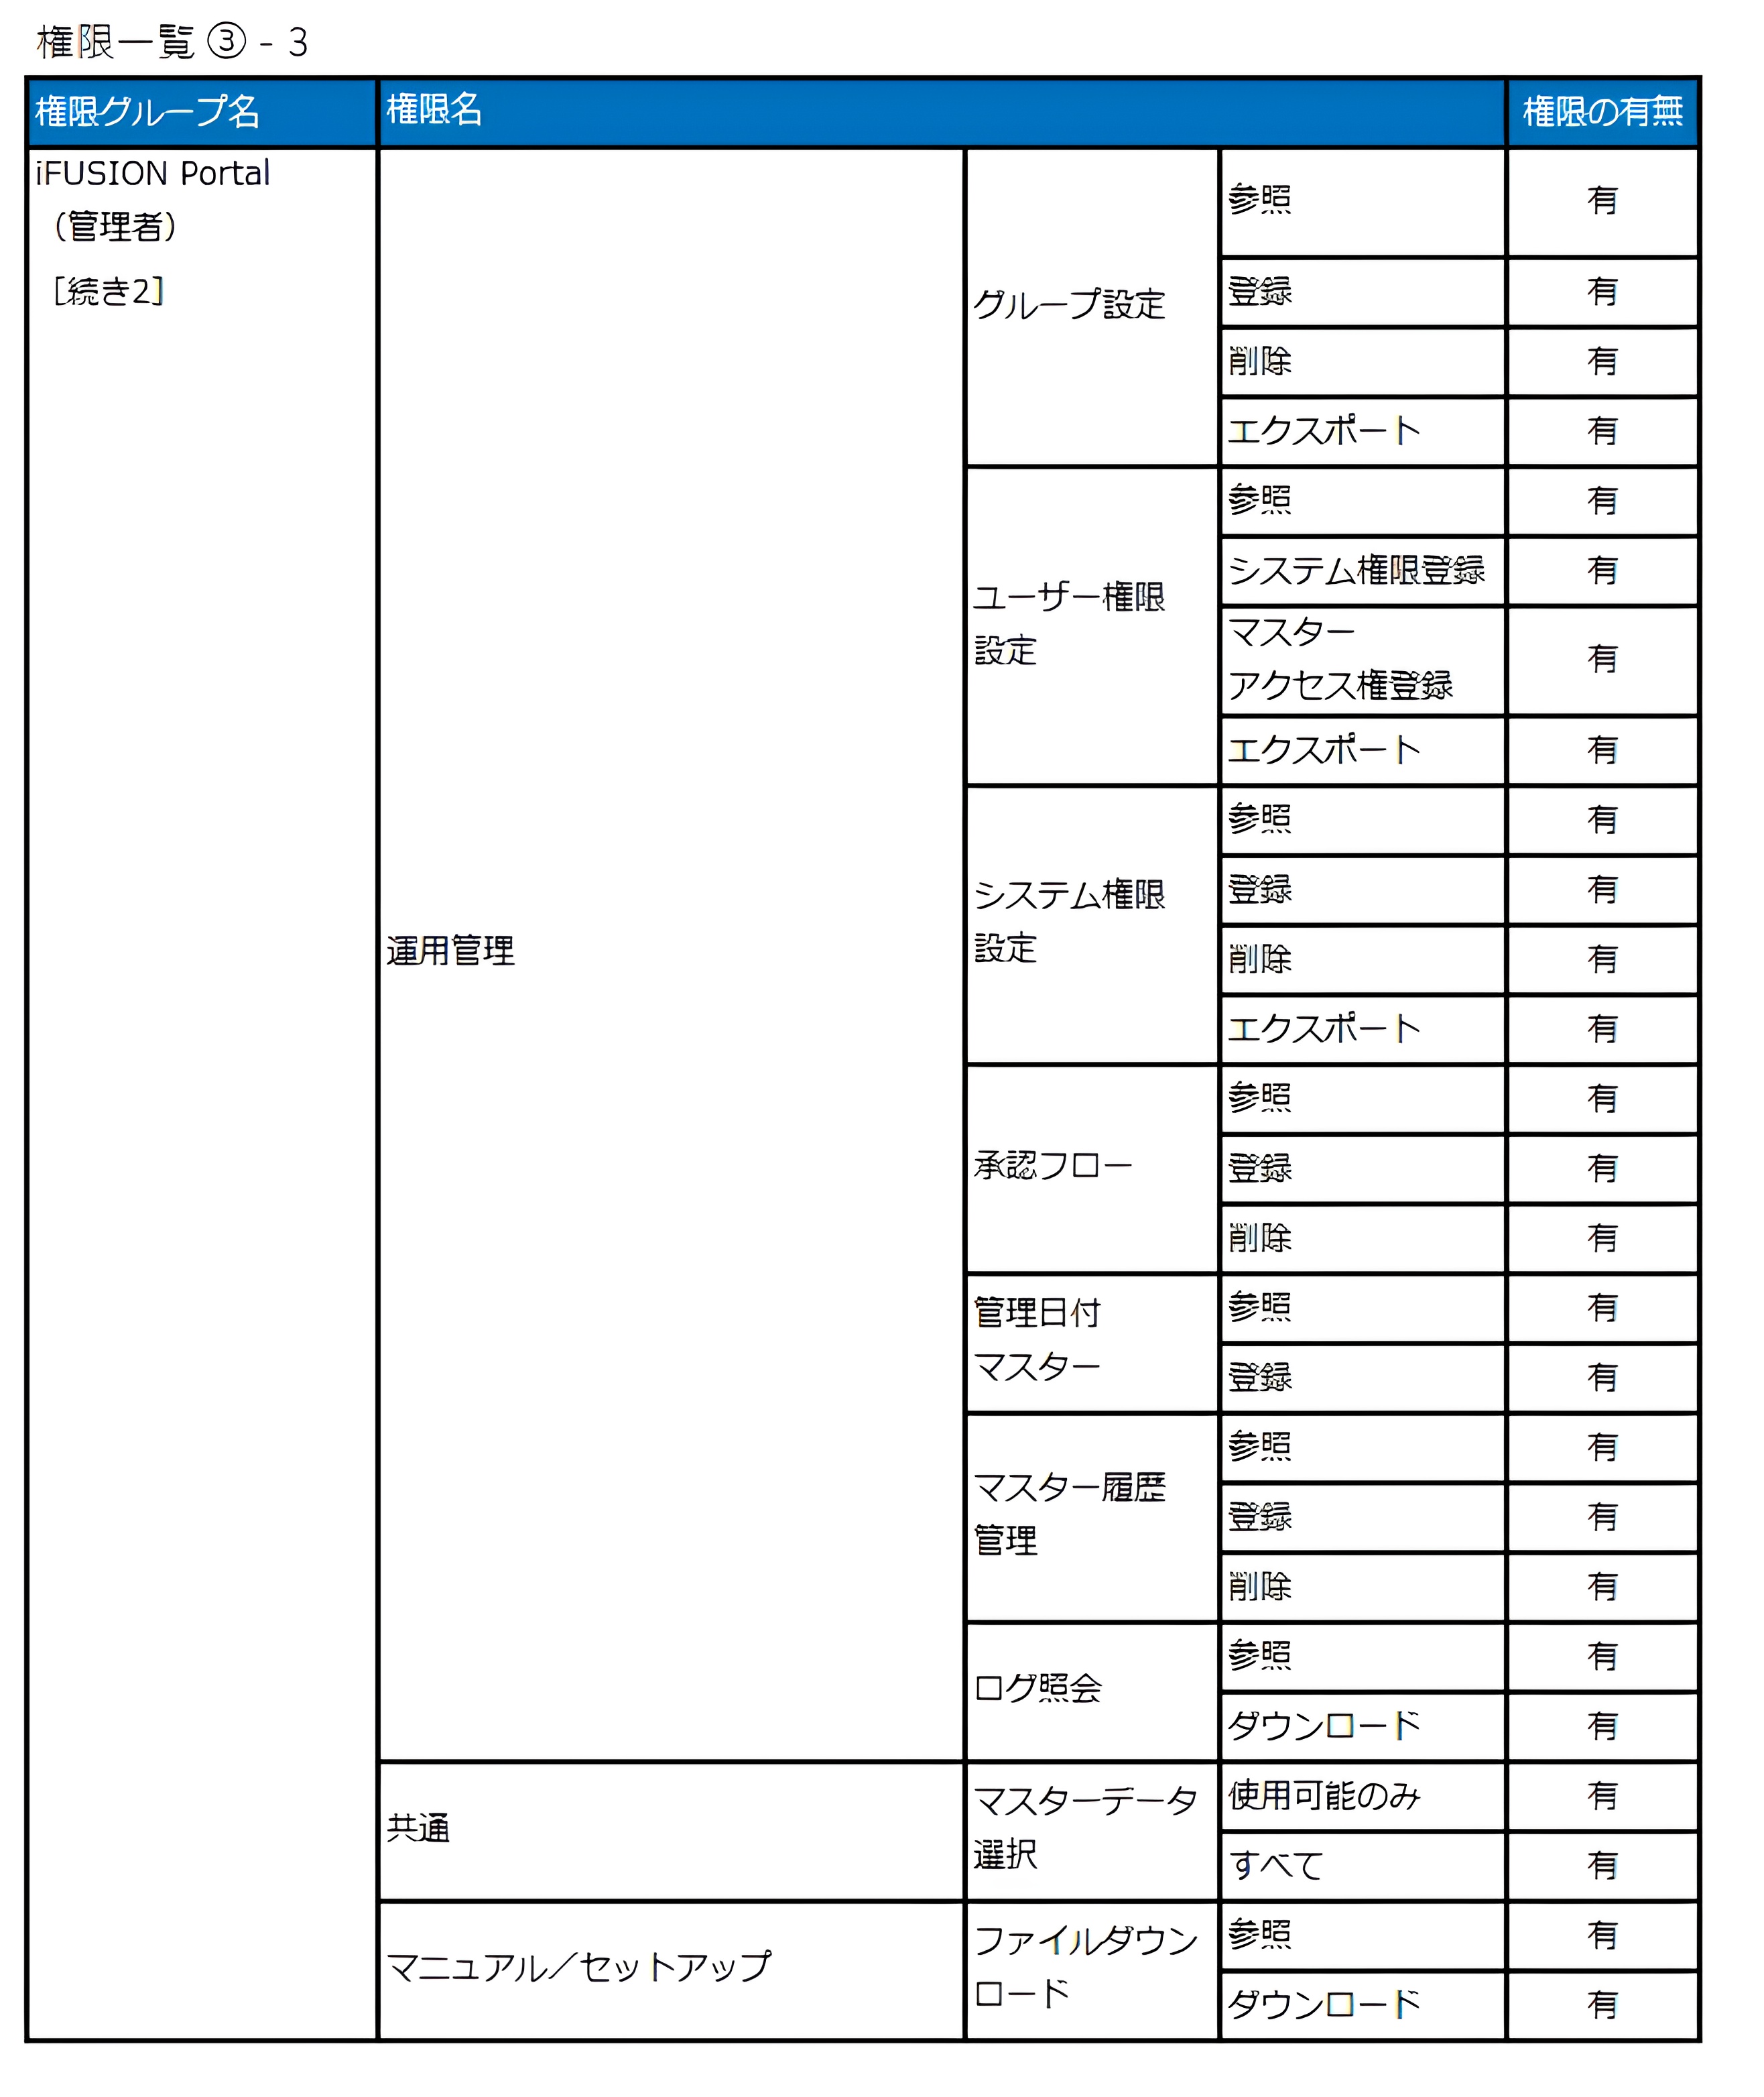 権限一覧 ③ - 3
権限グループ名 権限名 権限の有無
iFUSION Portal
（管理者）
［続き2］
運用管理
グループ設定
参照 有
登録 有
削除 有
エクスポート 有
ユーザー権限
設定
参照 有
システム権限登録 有
マスター
アクセス権登録 有
エクスポート 有
システム権限
設定
参照 有
登録 有
削除 有
エクスポート 有
承認フロー
参照 有
登録 有
削除 有
管理日付
マスター
参照 有
登録 有
マスター履歴
管理
参照 有
登録 有
削除 有
ログ照会
参照 有
ダウンロード 有
共通
マスターデータ
選択
使用可能のみ 有
すべて 有
マニュアル／セットアップ
ファイルダウン
ロード
参照 有
ダウンロード 有